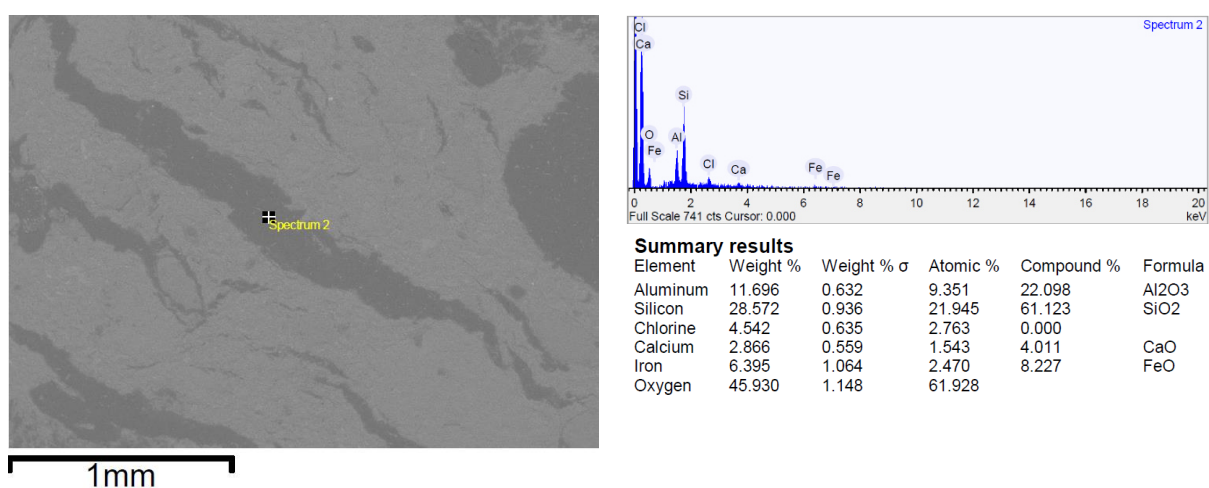 Spectrum 2
1mm
Spectrum 2
Cl
Ca
Si
O
Al
Fe
Cl
Ca
Fe
Fe
0 2 4 6 8 10 12 14 16 18 20
Full Scale 741 cts Cursor: 0.000 keV
Summary results
Element Weight % Weight % σ Atomic % Compound % Formula
Aluminum 11.696 0.632 9.351 22.098 Al2O3
Silicon 28.572 0.936 21.945 61.123 SiO2
Chlorine 4.542 0.635 2.763 0.000
Calcium 2.866 0.559 1.543 4.011 CaO
Iron 6.395 1.064 2.470 8.227 FeO
Oxygen 45.930 1.148 61.928